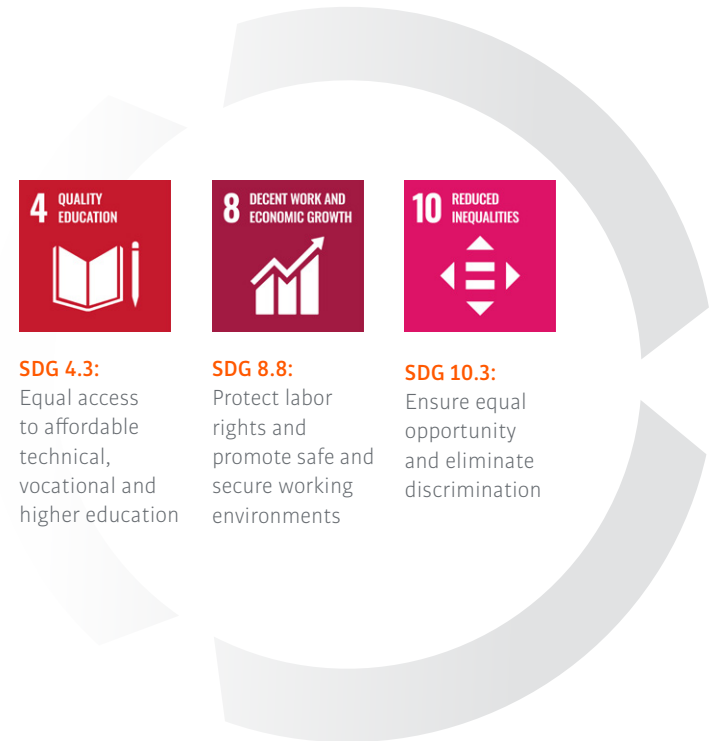 4 QUALITY
EDUCATION
SDG 4.3:
Equal access
to affordable
technical,
vocational and
higher education
8 DECENT WORK AND
ECONOMIC GROWTH
SDG 8.8:
Protect labor
rights and
promote safe and
secure working
environments
10 REDUCED
INEQUALITIES
SDG 10.3:
Ensure equal
opportunity
and eliminate
discrimination